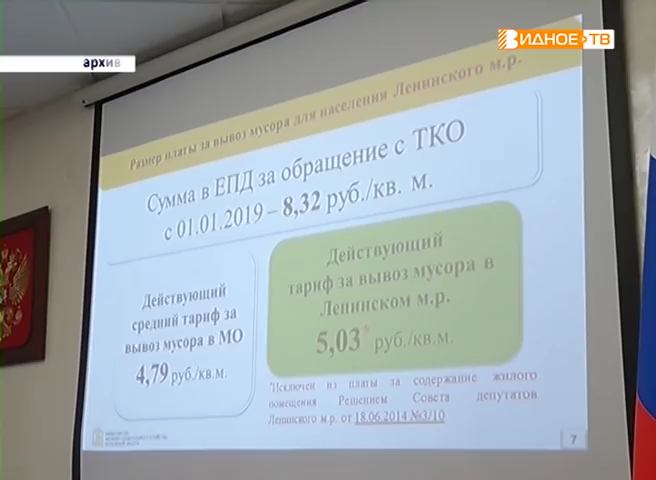 ВИДНОЕ ТВ
архив
Размер платы за вывоз мусора для населения Ленинского м.р.
Сумма в ЕПД за обращение с ТКО
с 01.01.2019 – 8,32 руб./кв. м.
Действующий
средний тариф за
вывоз мусора в МО
4,79 руб./кв.м.
Действующий
тариф за вывоз мусора в
Ленинском м.р.
5,03* руб./кв.м.
*Исключен из платы за содержание жилого
помещения Решением Совета депутатов
Ленинского м.р. от 18.06.2014 №3/10
7